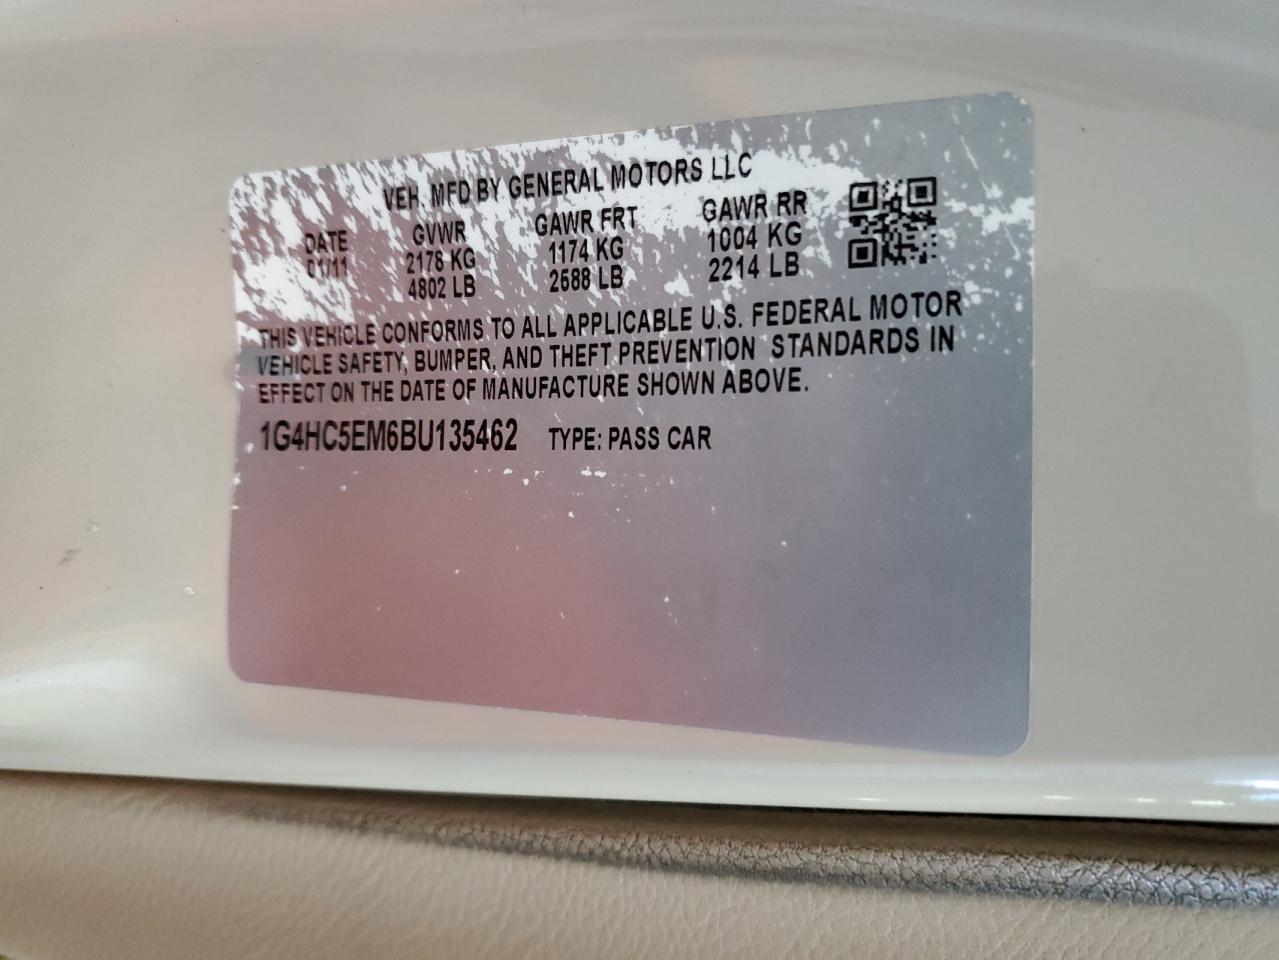 VEH. MFD BY GENERAL MOTORS LLC
DATE GVWR GAWR FRT GAWR RR
01/11 2178 KG 1174 KG 1004 KG
4802 LB 2588 LB 2214 LB
THIS VEHICLE CONFORMS TO ALL APPLICABLE U.S. FEDERAL MOTOR
VEHICLE SAFETY, BUMPER, AND THEFT PREVENTION STANDARDS IN
EFFECT ON THE DATE OF MANUFACTURE SHOWN ABOVE.
1G4HC5EM6BU135462 TYPE: PASS CAR